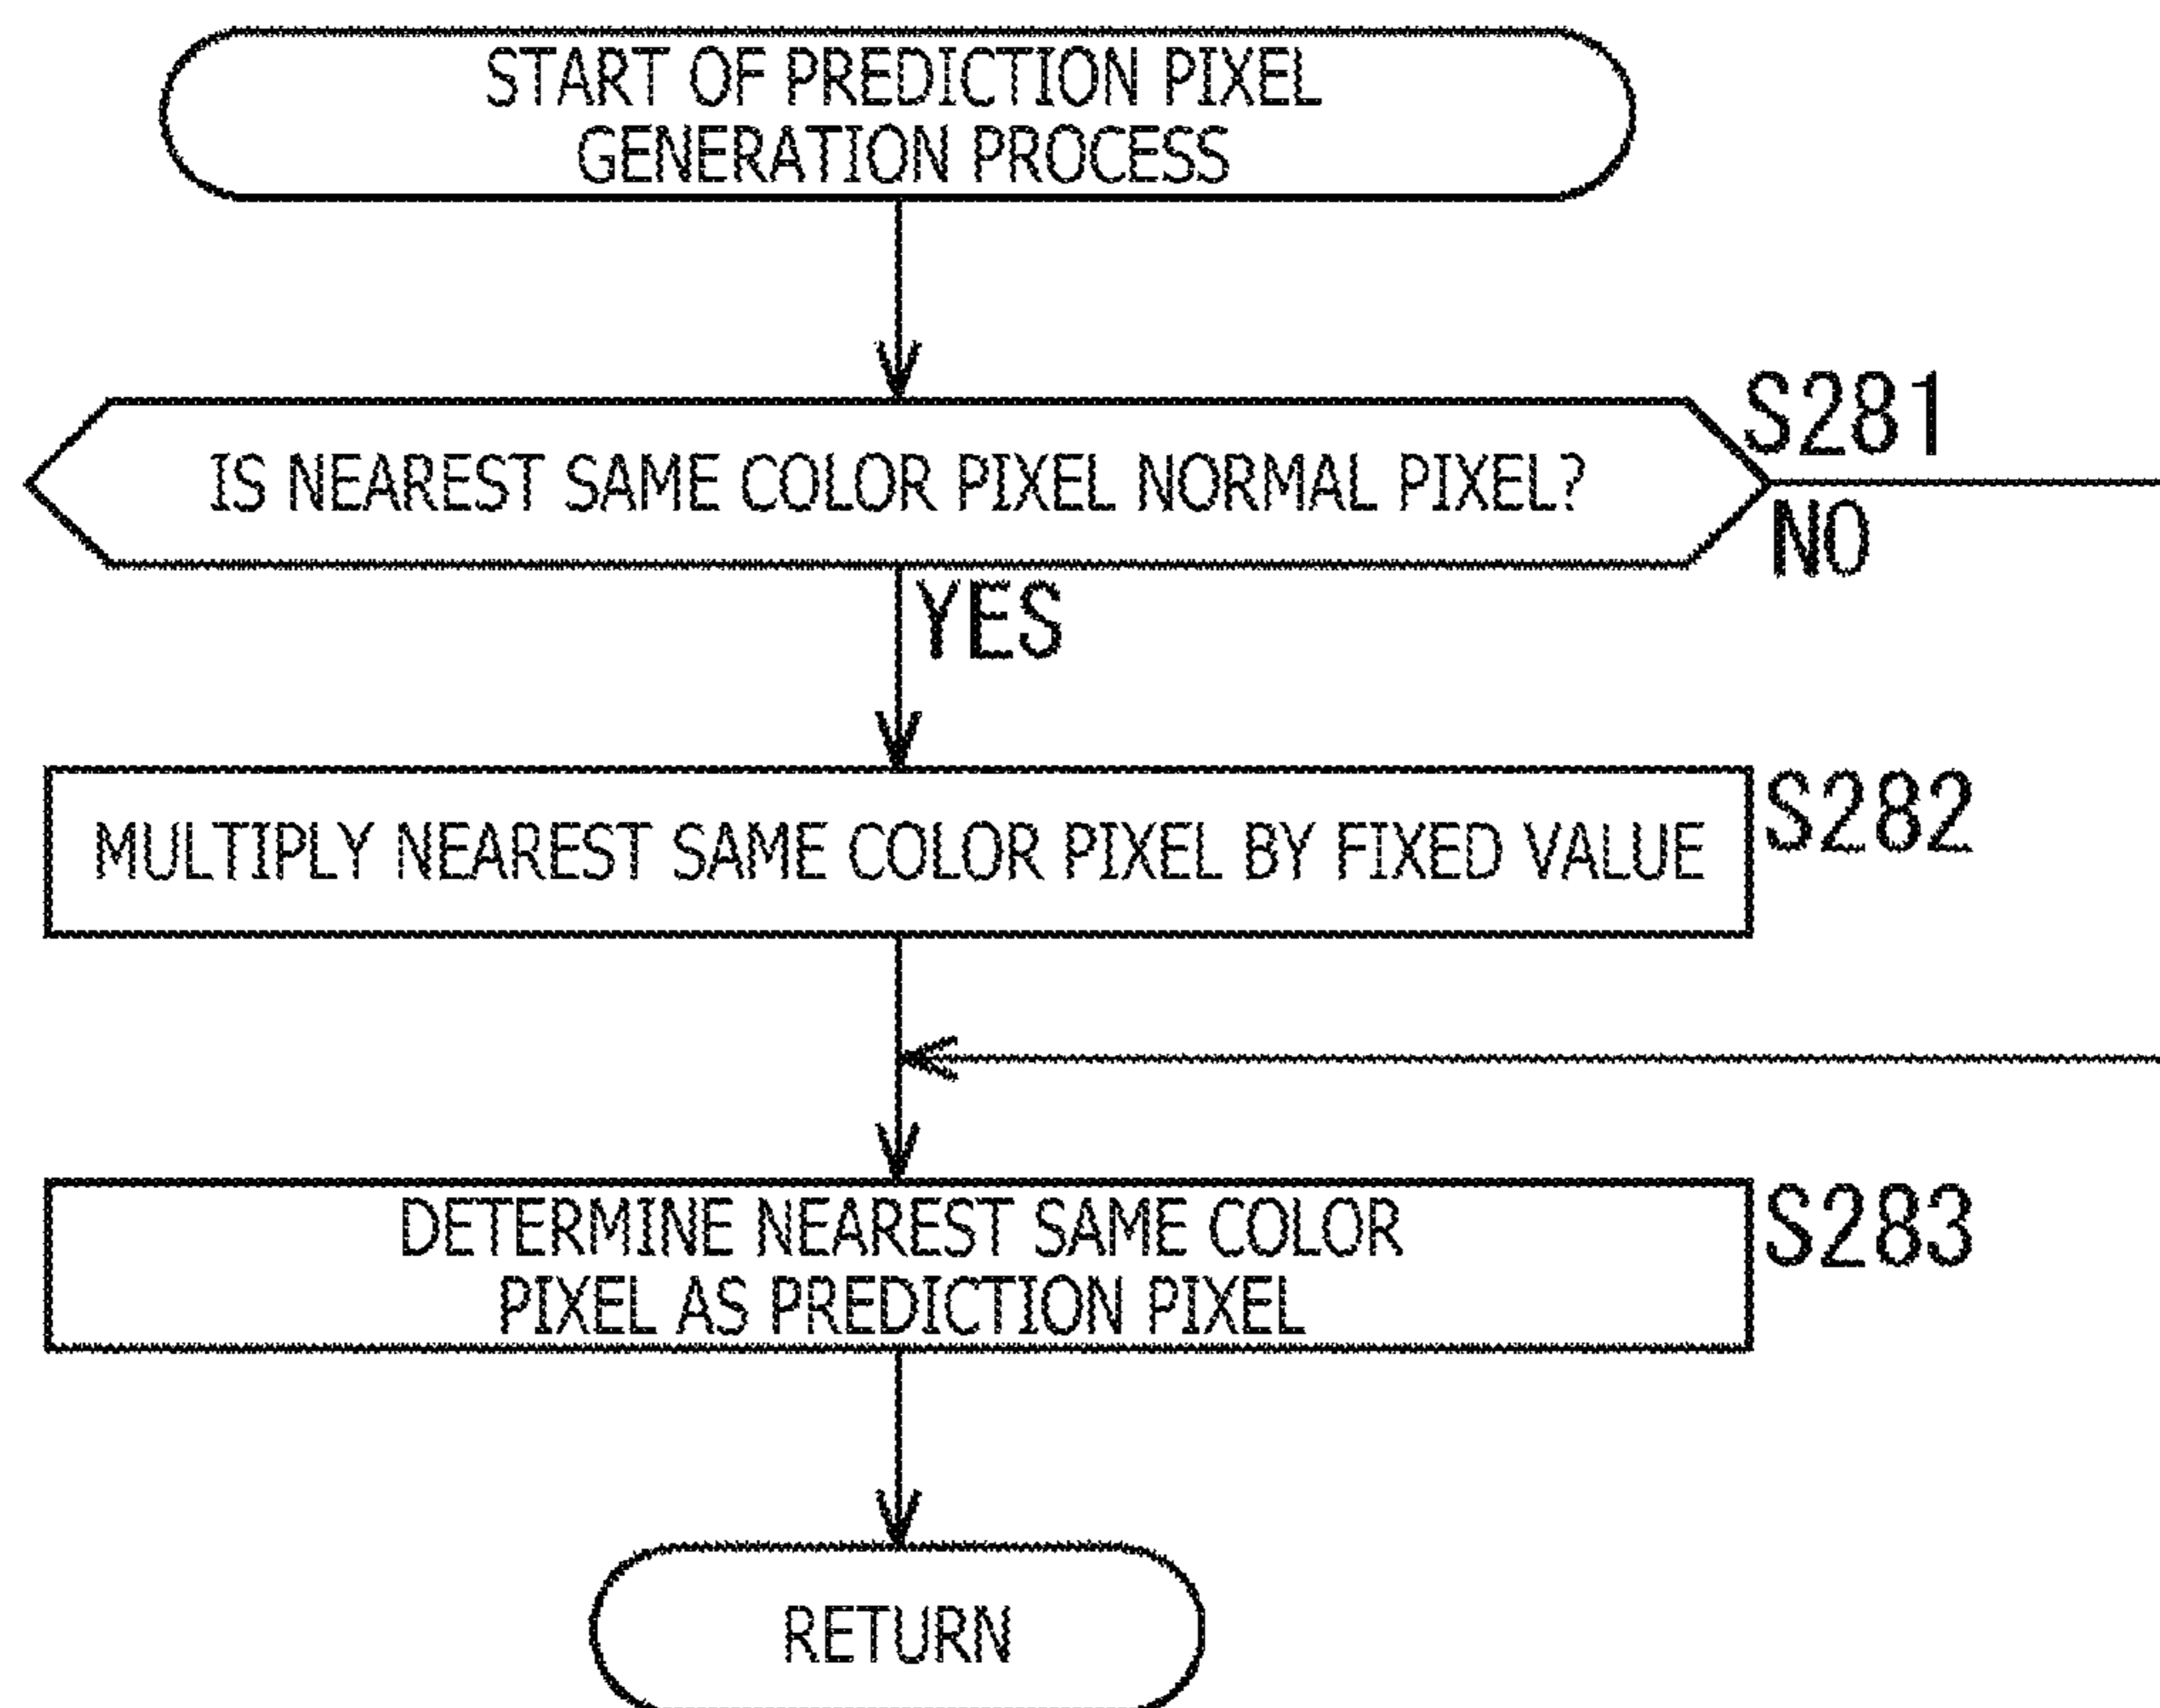 START OF PREDICTION PIXEL
GENERATION PROCESS
S281
IS NEAREST SAME COLOR PIXEL NORMAL PIXEL?
NO
YES
S282
MULTIPLY NEAREST SAME COLOR PIXEL BY FIXED VALUE
S283
DETERMINE NEAREST SAME COLOR
PIXEL AS PREDICTION PIXEL
RETURN